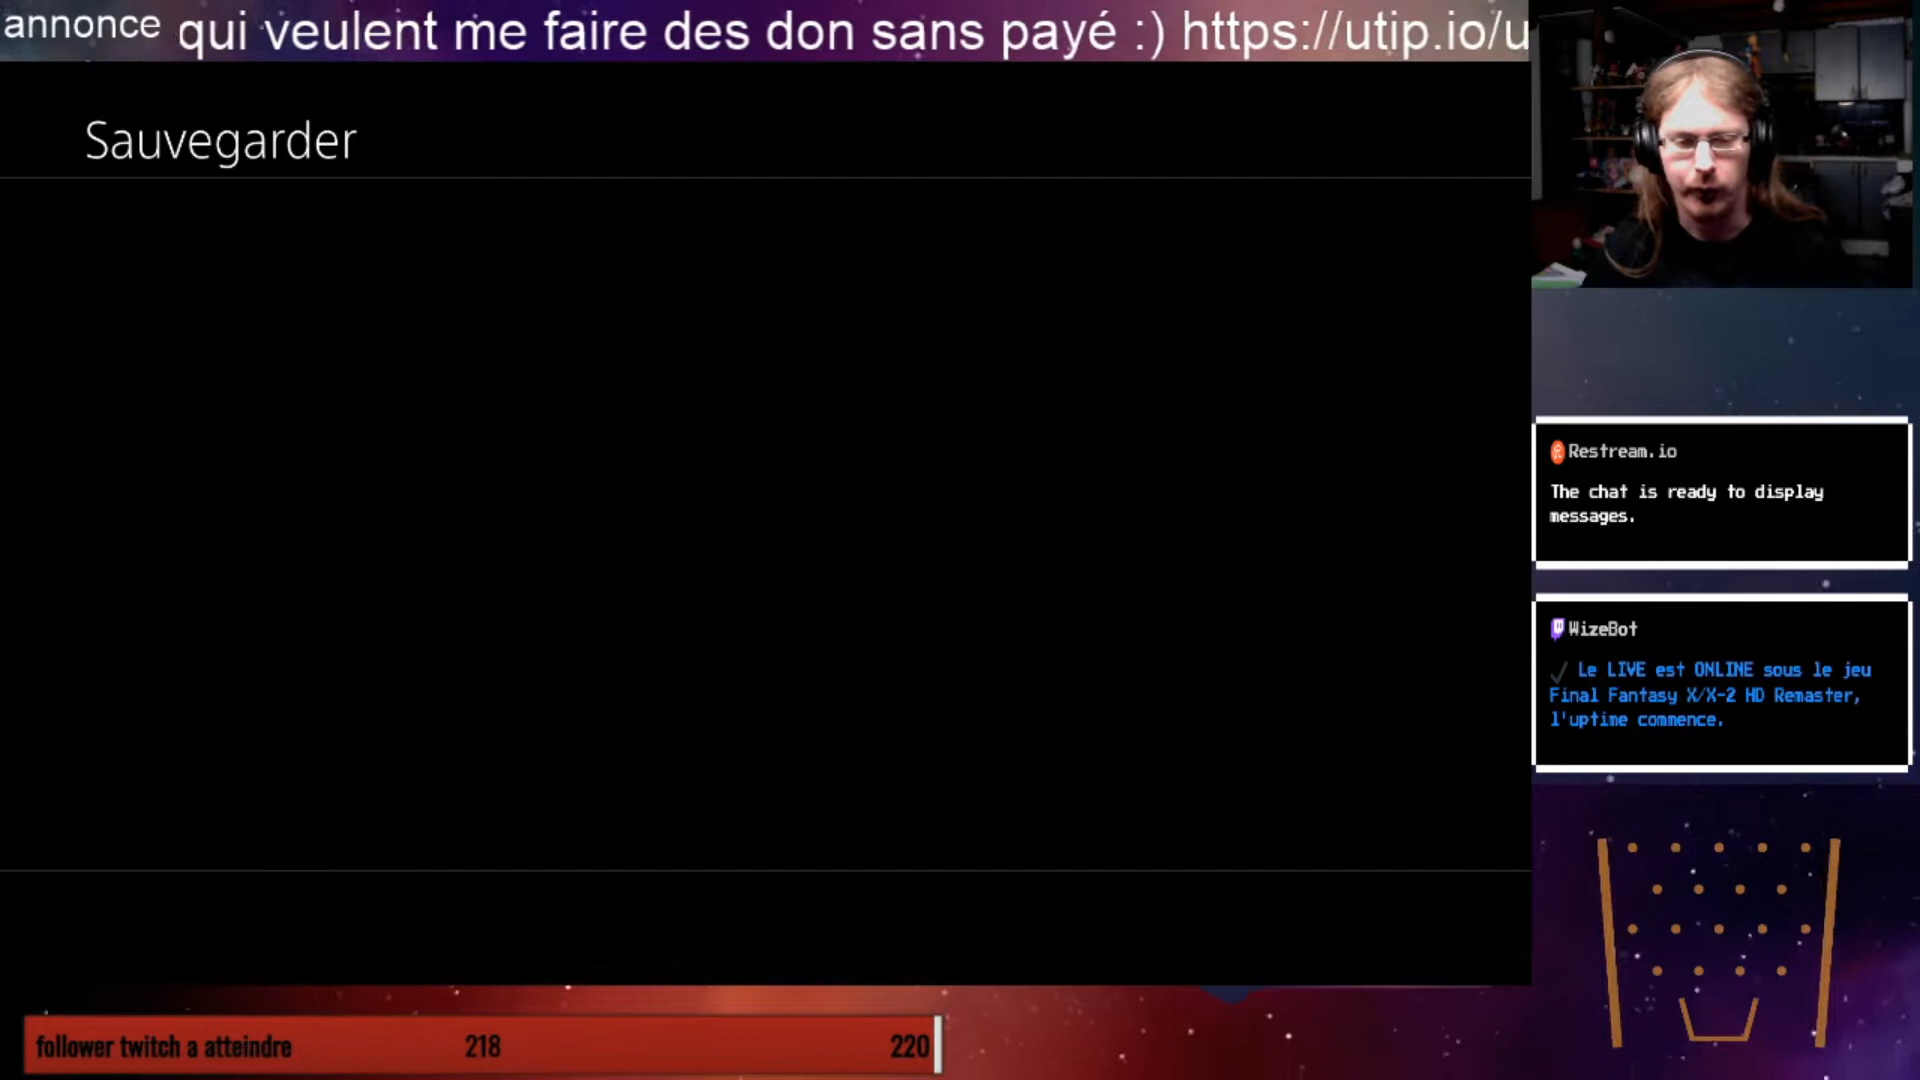 annonce qui veulent me faire des don sans payé :) https://utip.io/u
Sauvegarder
Restream.io
The chat is ready to display
messages.
WizeBot
Le LIVE est ONLINE sous le jeu
Final Fantasy X/X-2 HD Remaster,
l'uptime commence.
follower twitch a atteindre 218 220